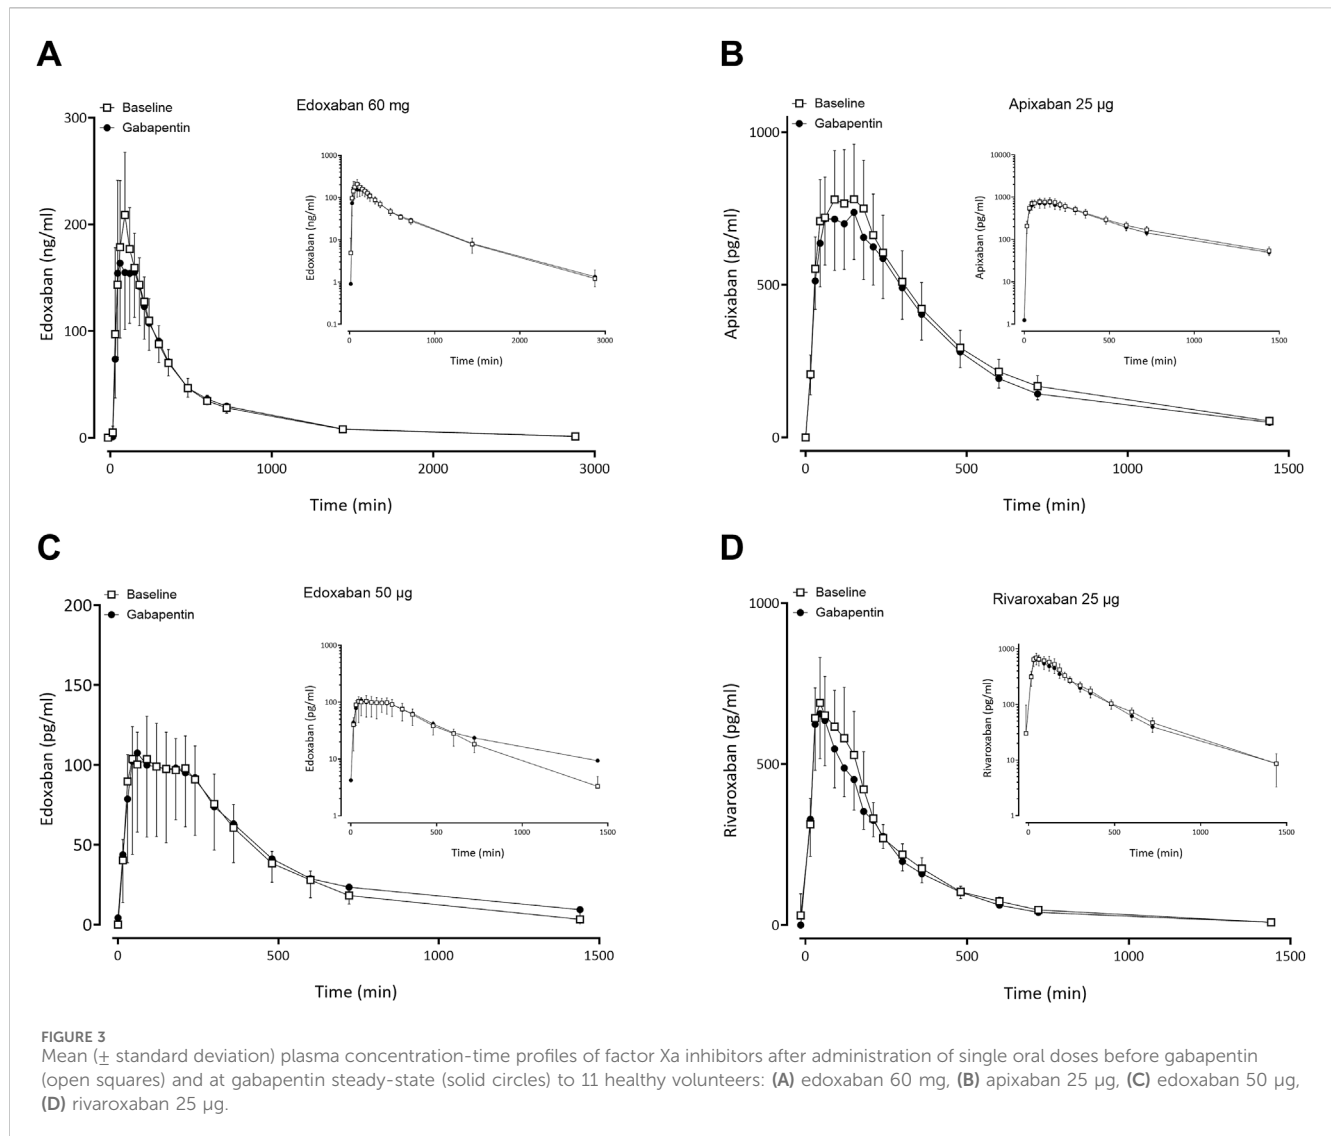 A
Baseline
Gabapentin
Edoxaban 60 mg
300
200
100
0
Edoxaban (ng/ml)
0
1000
2000
3000
Time (min)
1000
100
10
1
0.1
Edoxaban (ng/ml)
0
1000
2000
3000
Time (min)
B
Baseline
Gabapentin
Apixaban 25 µg
1000
500
0
Apixaban (pg/ml)
0
500
1000
1500
Time (min)
10000
1000
100
10
1
Apixaban (pg/ml)
0
500
1000
1500
Time (min)
C
Baseline
Gabapentin
Edoxaban 50 µg
200
150
100
50
0
Edoxaban (pg/ml)
0
500
1000
1500
Time (min)
1000
100
10
1
Edoxaban (pg/ml)
0
500
1000
1500
Time (min)
D
Baseline
Gabapentin
Rivaroxaban 25 µg
1000
500
0
Rivaroxaban (pg/ml)
0
500
1000
1500
Time (min)
1000
100
10
1
Rivaroxaban (pg/ml)
0
500
1000
1500
Time (min)
FIGURE 3
Mean (± standard deviation) plasma concentration-time profiles of factor Xa inhibitors after administration of single oral doses before gabapentin
(open squares) and at gabapentin steady-state (solid circles) to 11 healthy volunteers: (A) edoxaban 60 mg, (B) apixaban 25 µg, (C) edoxaban 50 µg,
(D) rivaroxaban 25 µg.